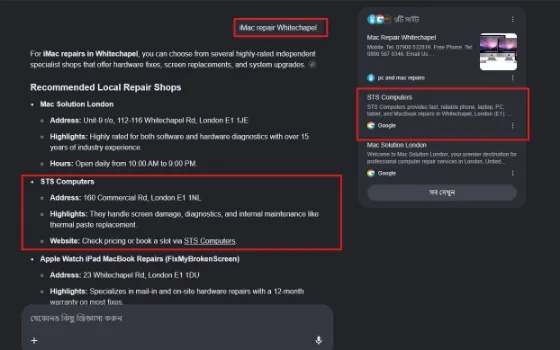 iMac repair Whitechapel
For iMac repairs in Whitechapel, you can choose from several highly-rated independent
specialist shops that offer hardware fixes, screen replacements, and system upgrades.
Recommended Local Repair Shops
• Mac Solution London
Address: Unit-9 r/o, 112-116 Whitechapel Rd, London E1 1JE
Highlights: Highly rated for both software and hardware diagnostics with over 15
years of industry experience.
Hours: Open daily from 10:00 AM to 9:00 PM.
• STS Computers
Address: 160 Commercial Rd, London E1 1NL
Highlights: They handle screen damage, diagnostics, and internal maintenance like
thermal paste replacement.
Website: Check pricing or book a slot via STS Computers.
• Apple Watch iPad MacBook Repairs (FixMyBrokenScreen)
Address: 23 Whitechapel Rd, London E1 1DU
Highlights: Specializes in mail-in and on-site hardware repairs with a 12-month
warranty on most fixes.
যেকোনও কিছু জিজ্ঞাসা করুন
৯টি সাইট
Mac Repair Whitechapel
Mobile. Tel. 07900 532816. Free Phone. Tel.
0800 587 0346. Email Us. ...
pc and mac repairs
STS Computers
STS Computers provides fast, reliable phone, laptop, PC,
tablet, and Macbook repairs in Whitechapel, London (E1). ...
Google
Mac Solution London
Welcome to Mac Solution London, your premier destination for
professional computer repair services in London, United...
Google
সব দেখুন